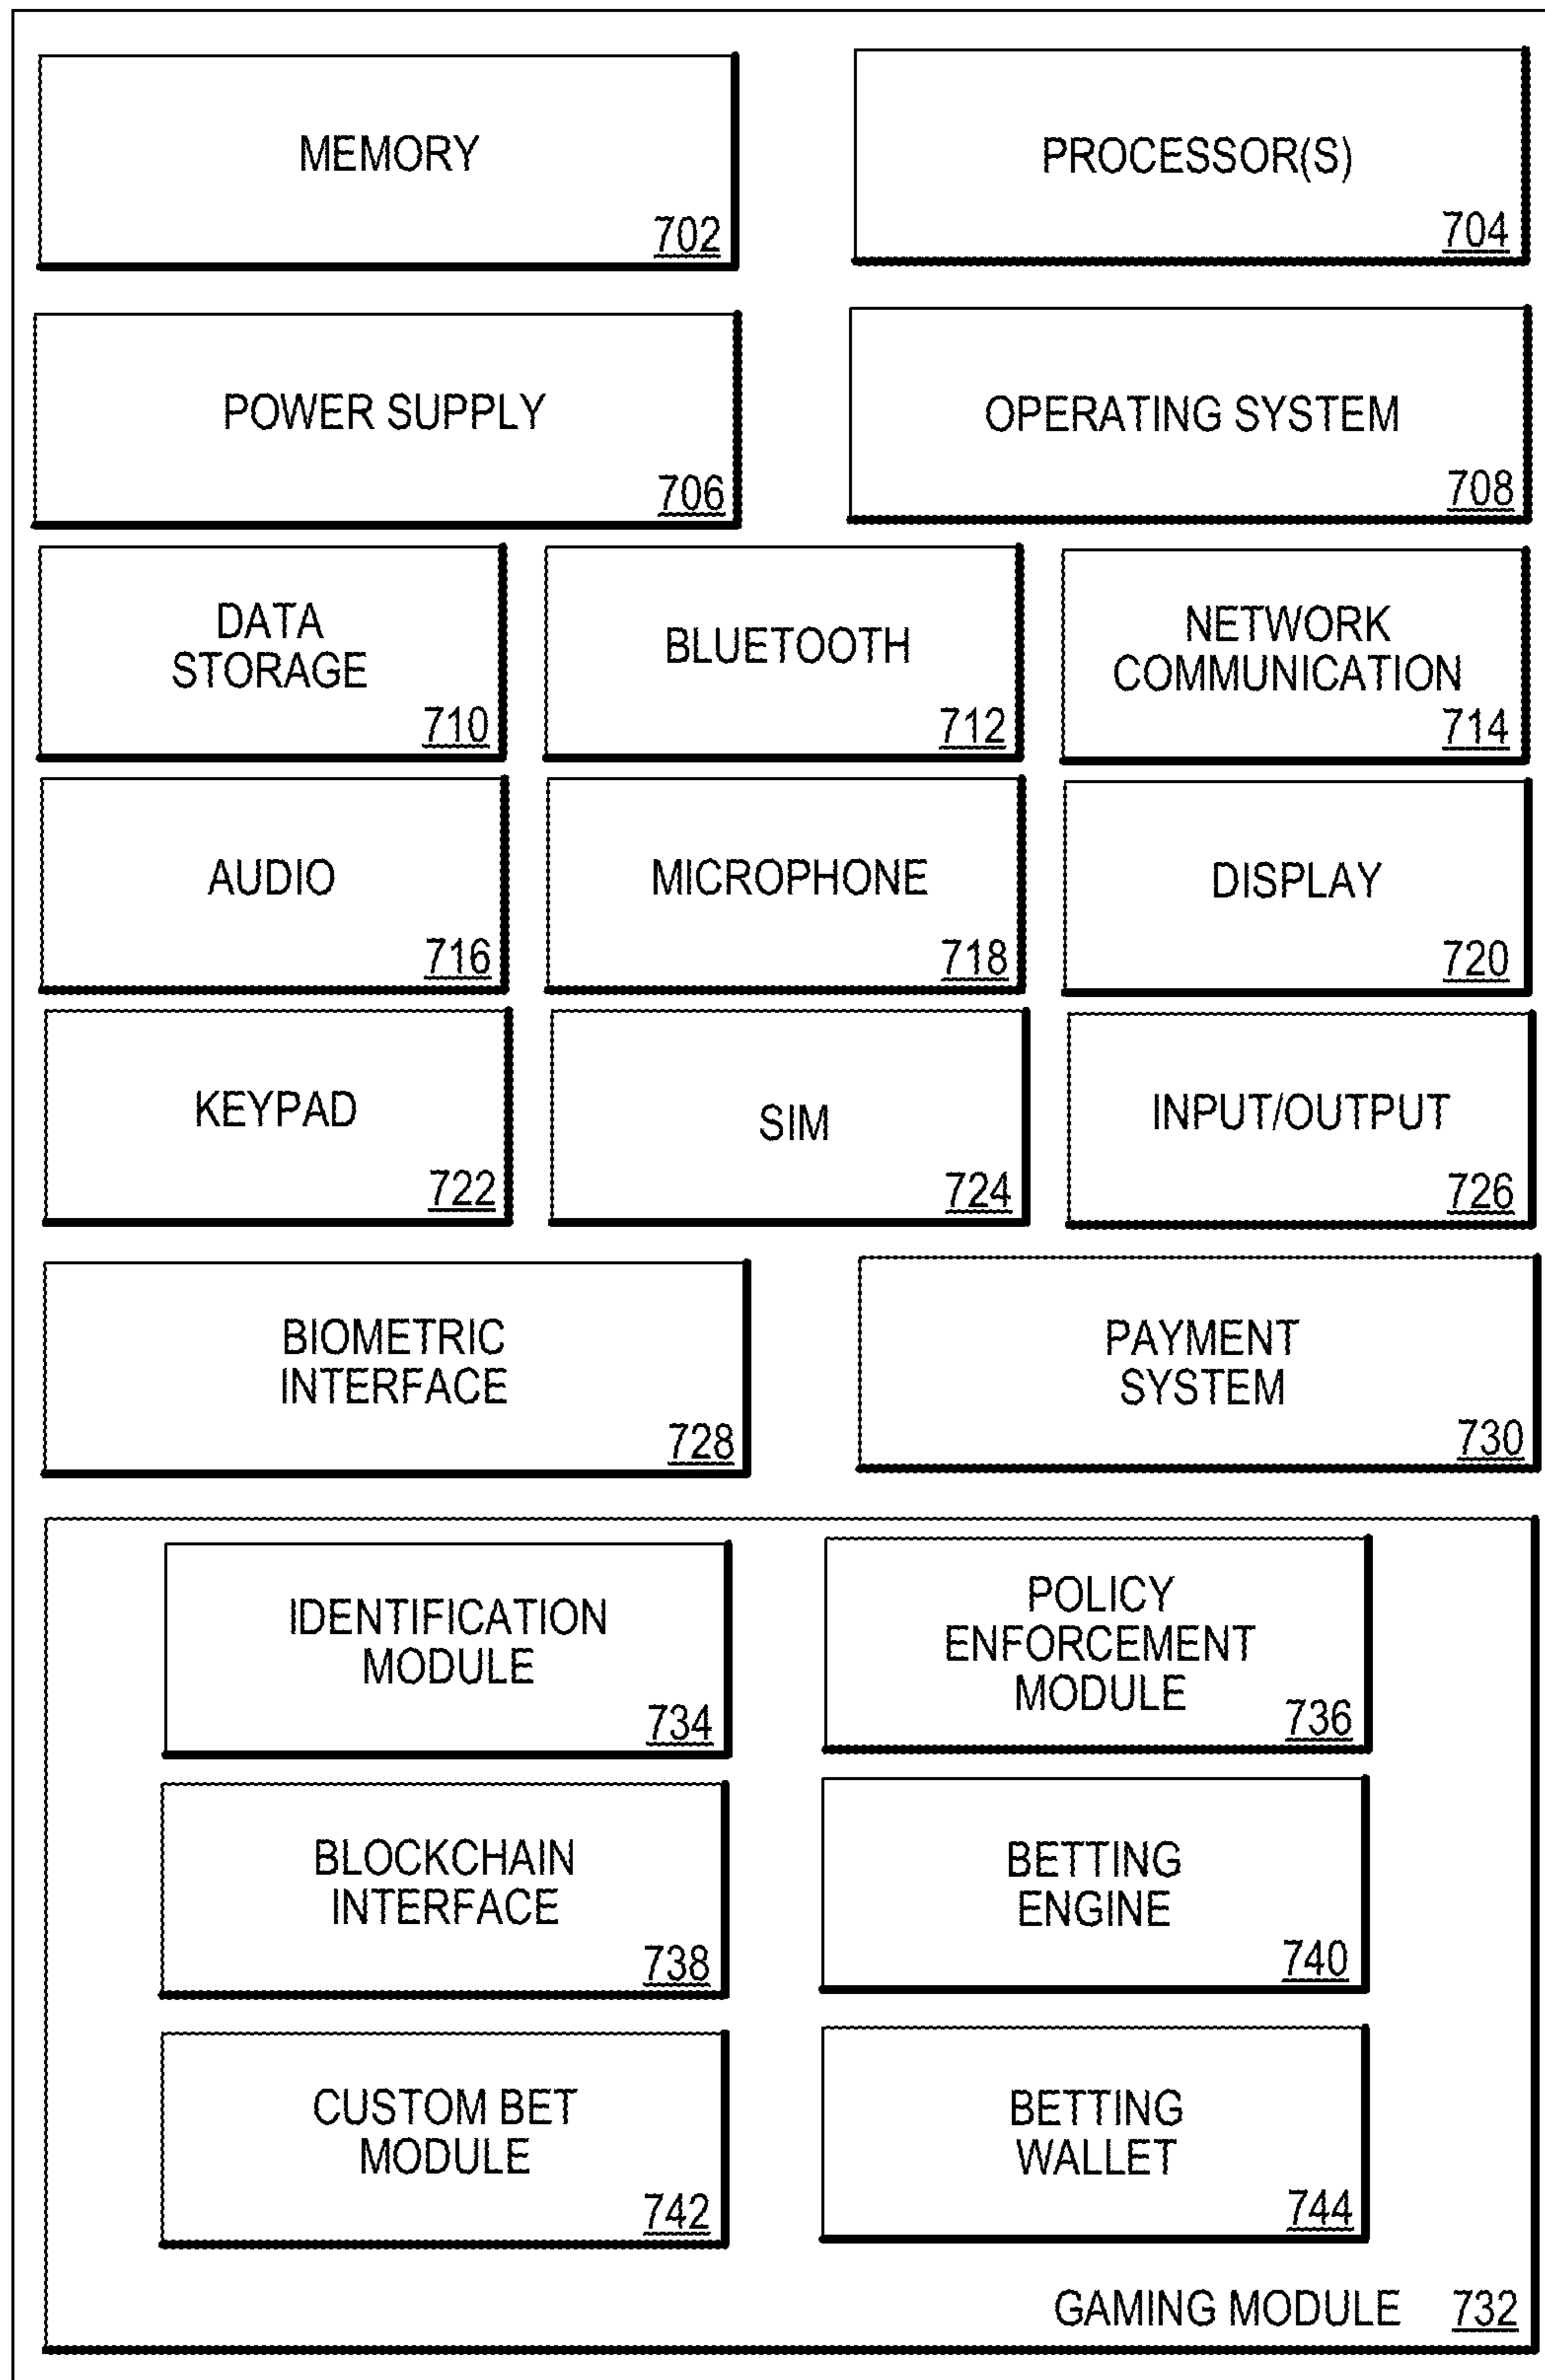 MEMORY
702
PROCESSOR(S)
704
POWER SUPPLY
706
OPERATING SYSTEM
708
DATA
STORAGE
710
BLUETOOTH
712
NETWORK
COMMUNICATION
714
AUDIO
716
MICROPHONE
718
DISPLAY
720
KEYPAD
722
SIM
724
INPUT/OUTPUT
726
BIOMETRIC
INTERFACE
728
PAYMENT
SYSTEM
730
IDENTIFICATION
MODULE
734
POLICY
ENFORCEMENT
MODULE
736
BLOCKCHAIN
INTERFACE
738
BETTING
ENGINE
740
CUSTOM BET
MODULE
742
BETTING
WALLET
744
GAMING MODULE 732